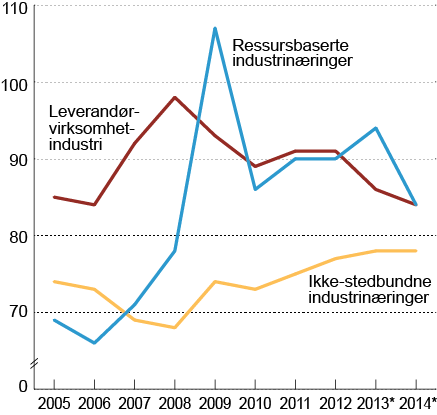 110
Ressursbaserte
industrinæringer
100
Leverandør-
virksomhet-
industri
90
80
Ikke-stedbundne
industrinæringer
70
0
2005 2006 2007 2008 2009 2010 2011 2012 2013* 2014*